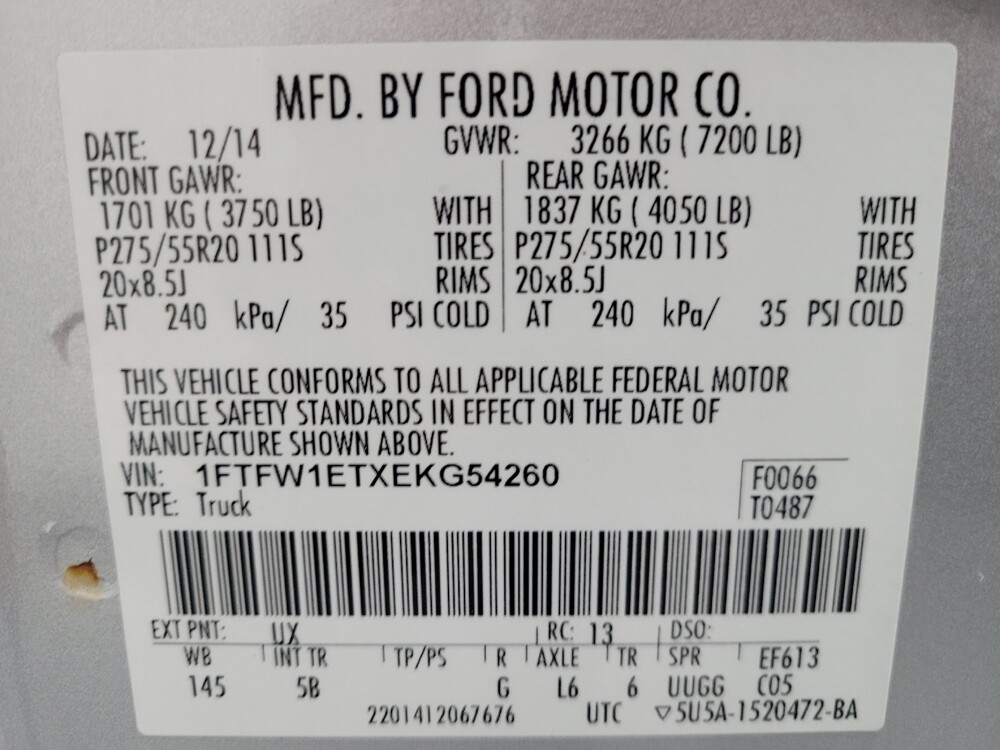 MFD. BY FORD MOTOR CO.
DATE: 12/14 GVWR: 3266 KG ( 7200 LB)
FRONT GAWR: REAR GAWR:
1701 KG ( 3750 LB) WITH 1837 KG ( 4050 LB) WITH
P275/55R20 111S TIRES P275/55R20 111S TIRES
20x8.5J RIMS 20x8.5J RIMS
AT 240 kPa/ 35 PSI COLD AT 240 kPa/ 35 PSI COLD
THIS VEHICLE CONFORMS TO ALL APPLICABLE FEDERAL MOTOR
VEHICLE SAFETY STANDARDS IN EFFECT ON THE DATE OF
MANUFACTURE SHOWN ABOVE.
VIN: 1FTFW1ETXEKG54260 F0066
TYPE: Truck T0487
EXT PNT: UX RC: 13 DSO:
WB INT TR TP/PS R AXLE TR SPR EF613
145 5B G L6 6 UUGG C05
2201412067676 UTC ▽5U5A-1520472-BA